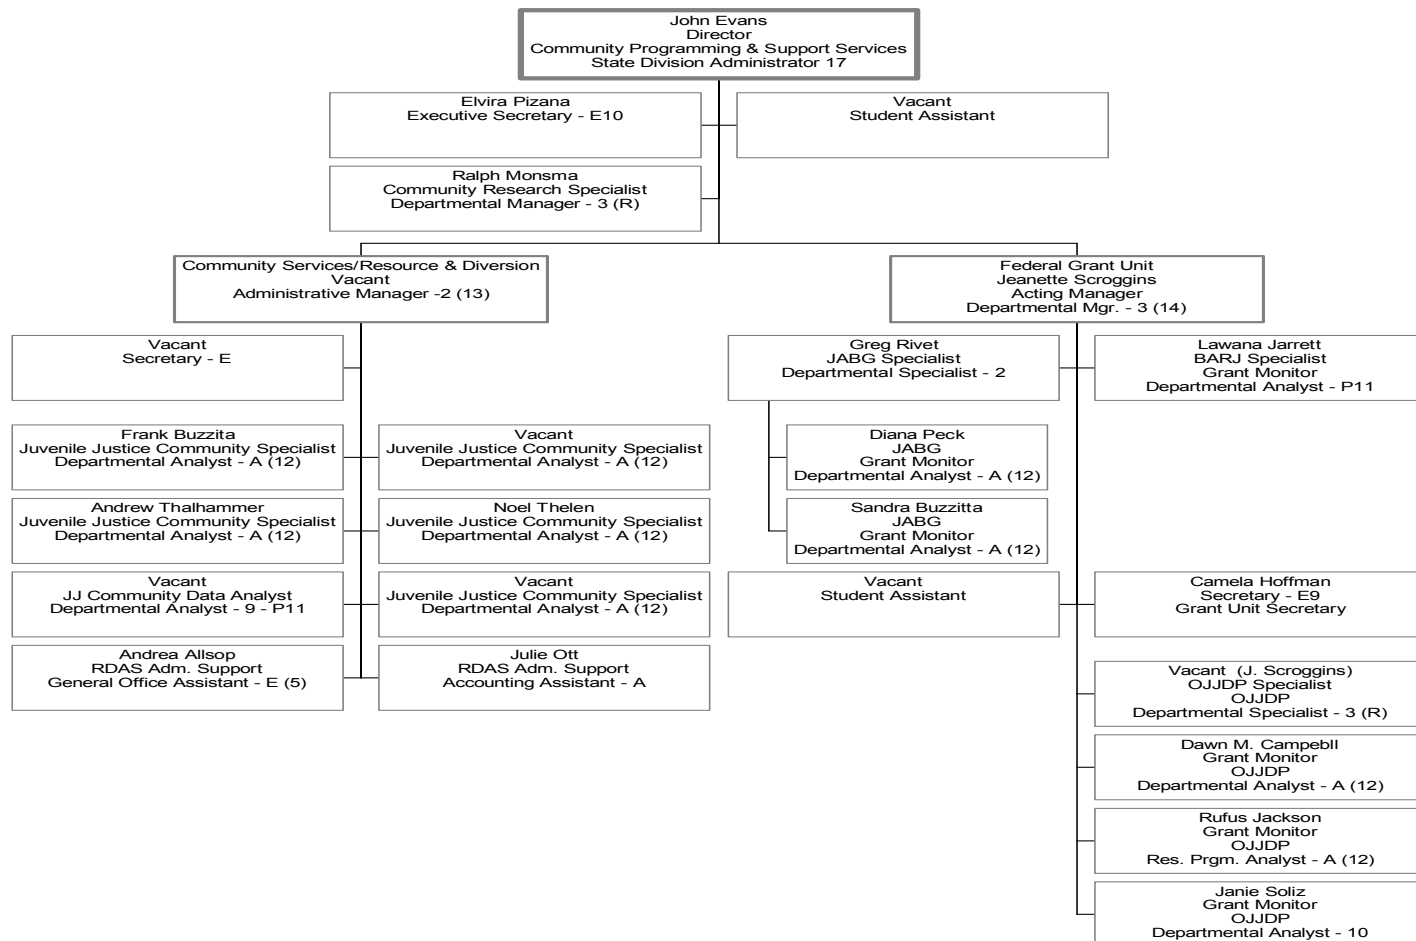 John Evans
Director
Community Programming & Support Services
State Division Administrator 17
Elvira Pizana
Executive Secretary - E10
Vacant
Student Assistant
Ralph Monsma
Community Research Specialist
Departmental Manager - 3 (R)
Community Services/Resource & Diversion
Vacant
Administrative Manager -2 (13)
Federal Grant Unit
Jeanette Scroggins
Acting Manager
Departmental Mgr. - 3 (14)
Vacant
Secretary - E
Frank Buzzita
Juvenile Justice Community Specialist
Departmental Analyst - A (12)
Vacant
Juvenile Justice Community Specialist
Departmental Analyst - A (12)
Andrew Thalhammer
Juvenile Justice Community Specialist
Departmental Analyst - A (12)
Noel Thelen
Juvenile Justice Community Specialist
Departmental Analyst - A (12)
Vacant
JJ Community Data Analyst
Departmental Analyst - 9 - P11
Vacant
Juvenile Justice Community Specialist
Departmental Analyst - A (12)
Andrea Allsop
RDAS Adm. Support
General Office Assistant - E (5)
Julie Ott
RDAS Adm. Support
Accounting Assistant - A
Greg Rivet
JABG Specialist
Departmental Specialist - 2
Lawana Jarrett
BARJ Specialist
Grant Monitor
Departmental Analyst - P11
Diana Peck
JABG
Grant Monitor
Departmental Analyst - A (12)
Sandra Buzzitta
JABG
Grant Monitor
Departmental Analyst - A (12)
Vacant
Student Assistant
Camela Hoffman
Secretary - E9
Grant Unit Secretary
Vacant (J. Scroggins)
OJJDP Specialist
OJJDP
Departmental Specialist - 3 (R)
Dawn M. Campebll
Grant Monitor
OJJDP
Departmental Analyst - A (12)
Rufus Jackson
Grant Monitor
OJJDP
Res. Prgm. Analyst - A (12)
Janie Soliz
Grant Monitor
OJJDP
Departmental Analyst - 10